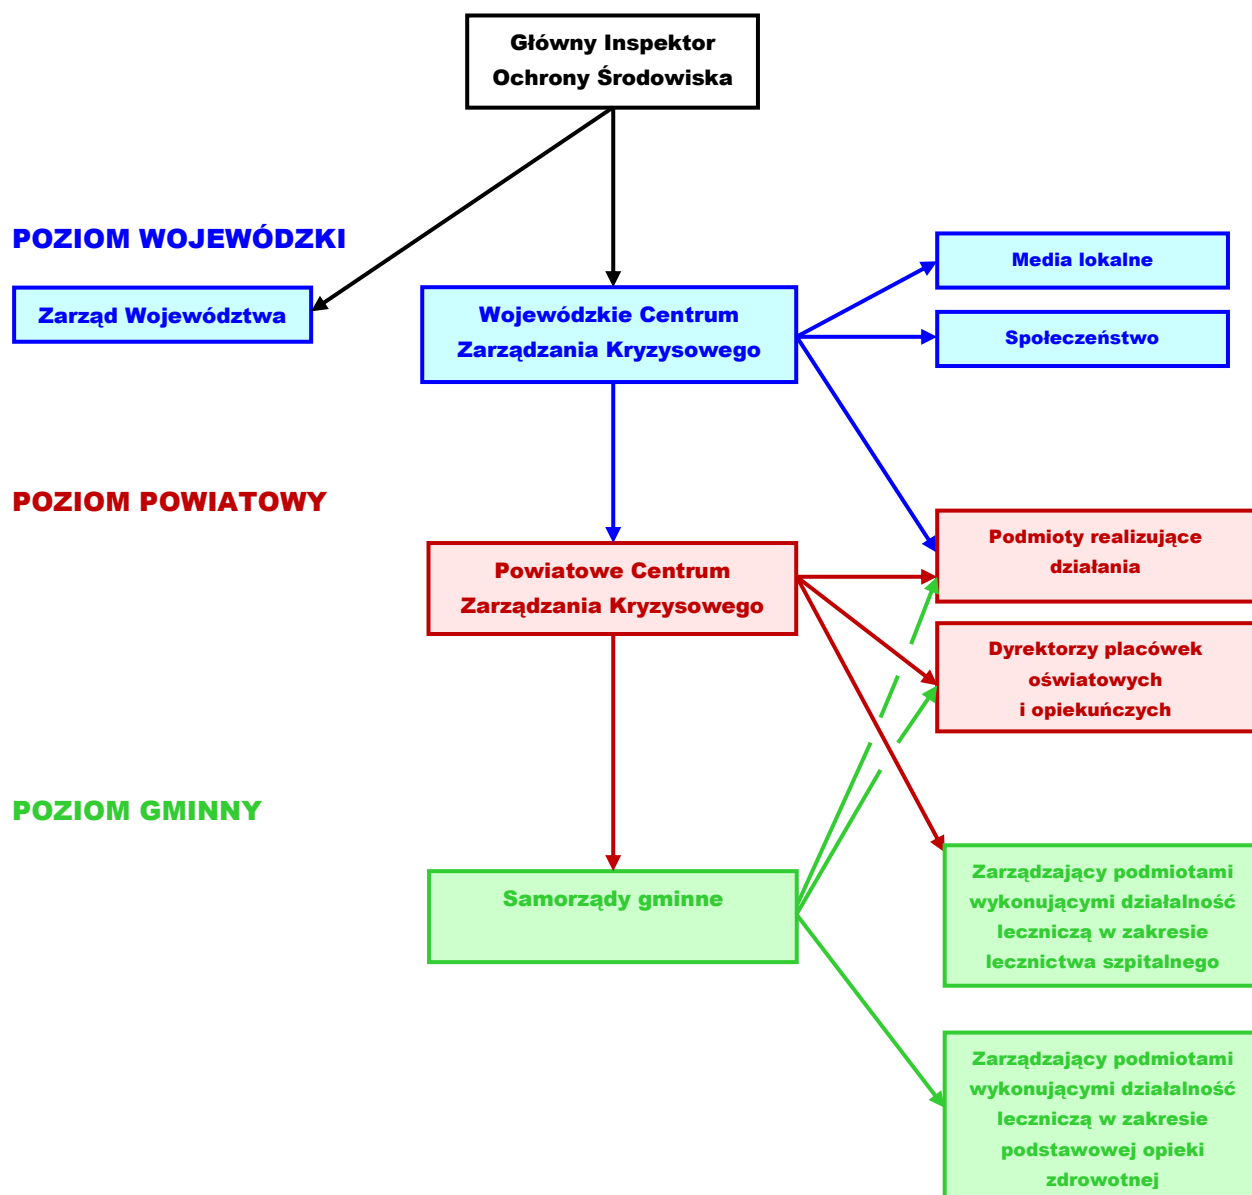 Główny Inspektor
Ochrony Środowiska
POZIOM WOJEWÓDZKI
Zarząd Województwa
Wojewódzkie Centrum
Zarządzania Kryzysowego
Media lokalne
Społeczeństwo
POZIOM POWIATOWY
Powiatowe Centrum
Zarządzania Kryzysowego
Podmioty realizujące
działania
Dyrektorzy placówek
oświatowych
i opiekuńczych
POZIOM GMINNY
Samorządy gminne
Zarządzający podmiotami
wykonującymi działalność
leczniczą w zakresie
lecznictwa szpitalnego
Zarządzający podmiotami
wykonującymi działalność
leczniczą w zakresie
podstawowej opieki
zdrowotnej